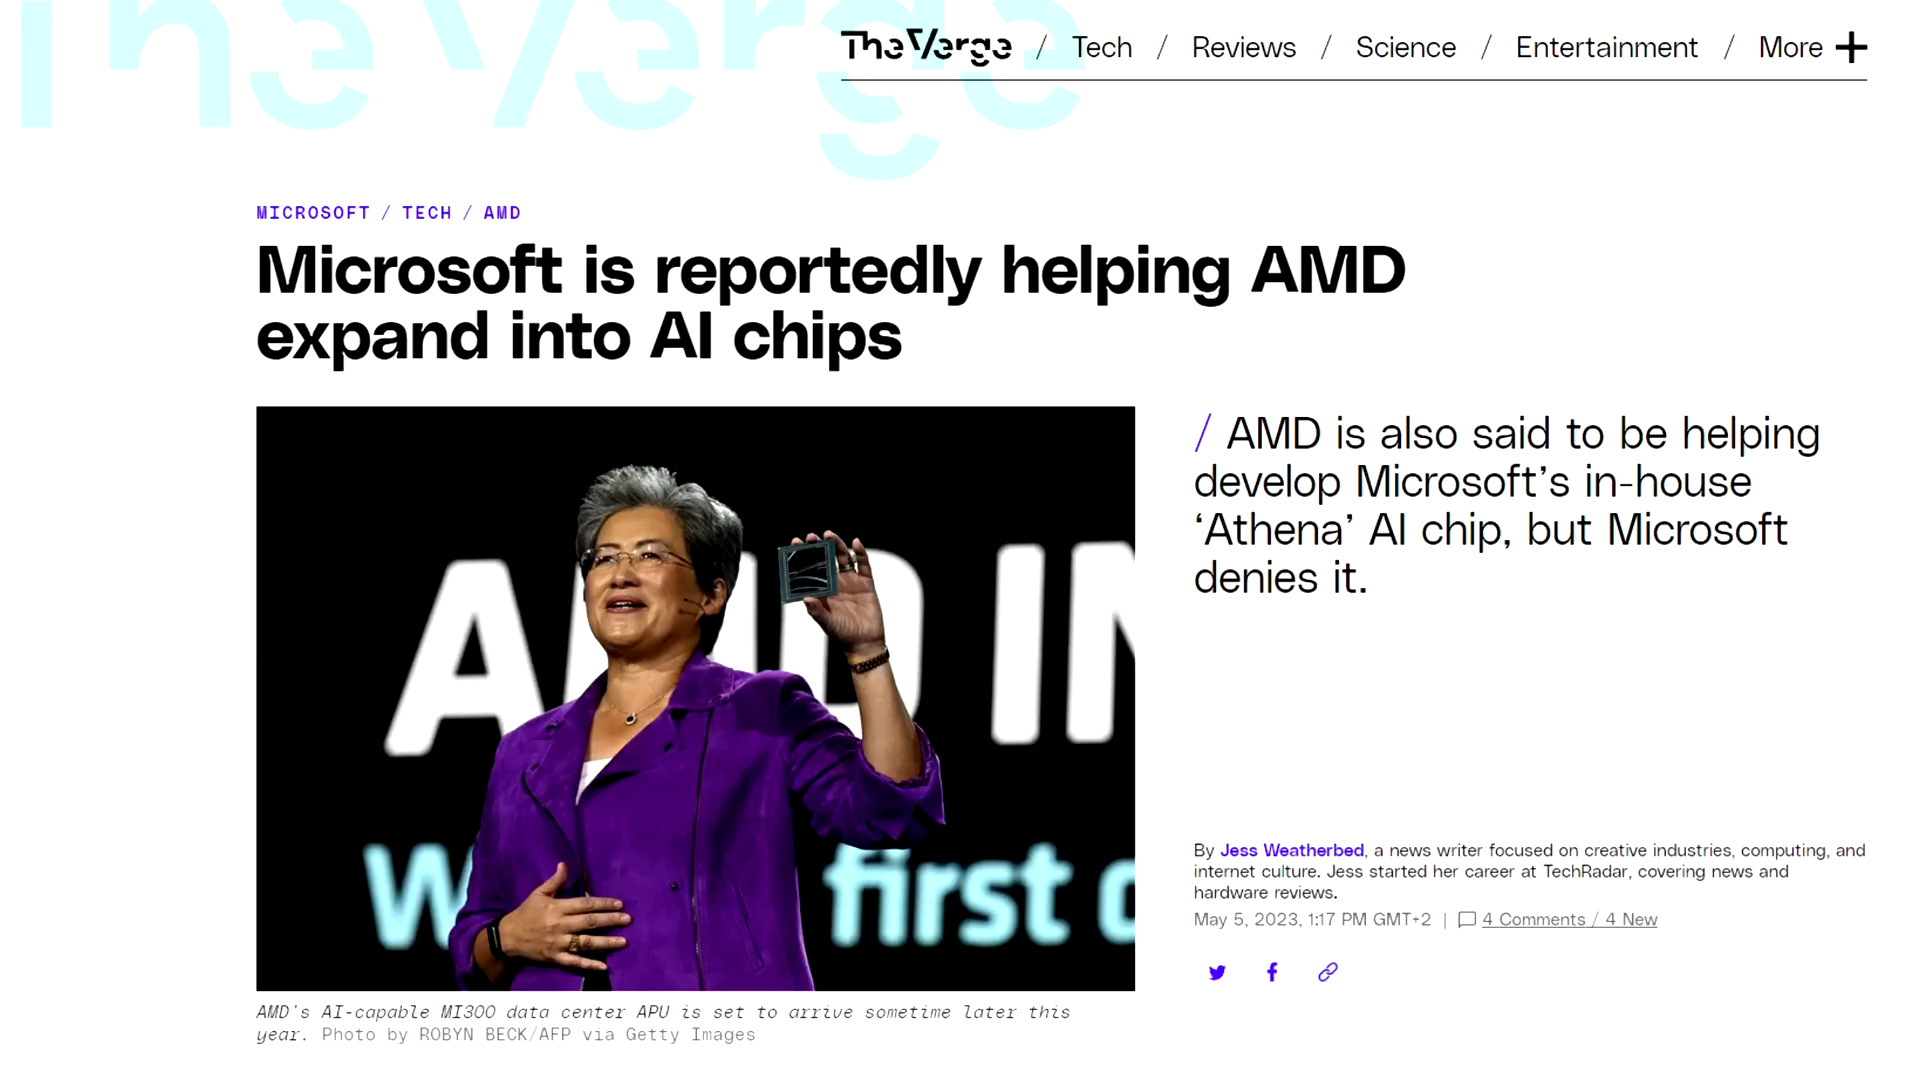 The Verge
The Verge / Tech / Reviews / Science / Entertainment / More +
MICROSOFT / TECH / AMD
Microsoft is reportedly helping AMD
expand into AI chips
AMD IN
W first
/ AMD is also said to be helping
develop Microsoft's in-house
‘Athena’ AI chip, but Microsoft
denies it.
By Jess Weatherbed, a news writer focused on creative industries, computing, and
internet culture. Jess started her career at TechRadar, covering news and
hardware reviews.
May 5, 2023, 1:17 PM GMT+2 | 4 Comments / 4 New
AMD's AI-capable MI300 data center APU is set to arrive sometime later this
year. Photo by ROBYN BECK/AFP via Getty Images